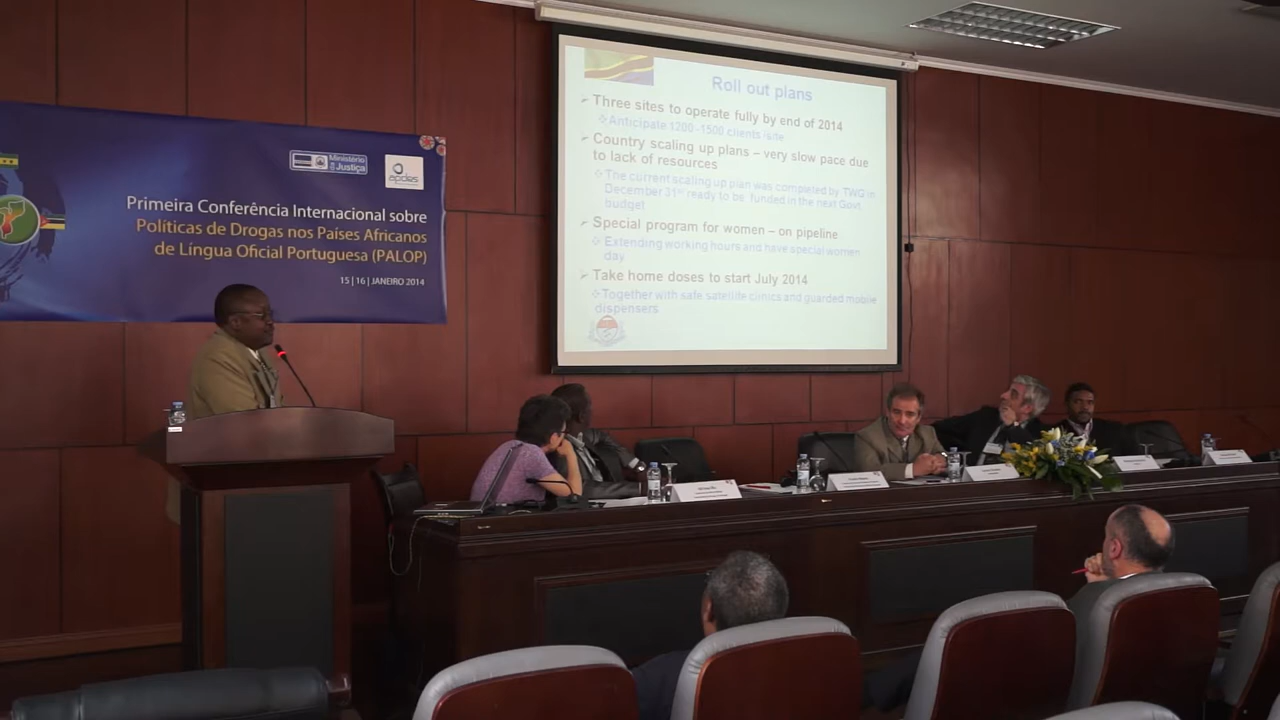 Ministério
da Justiça
apdes
Primeira Conferência Internacional sobre
Políticas de Drogas nos Países Africanos
de Língua Oficial Portuguesa (PALOP)
15|16|JANEIRO 2014
Roll out plans
Three sites to operate fully by end of 2014
Anticipate 1200 -1500 clients /site
Country scaling up plans – very slow pace due
to lack of resources
The current scaling up plan was completed by TWG in
December 31st ready to be funded in the next Govt
budget
Special program for women – on pipeline
Extending working hours and have special women
day
Take home doses to start July 2014
Together with safe satellite clinics and guarded mobile
dispensers